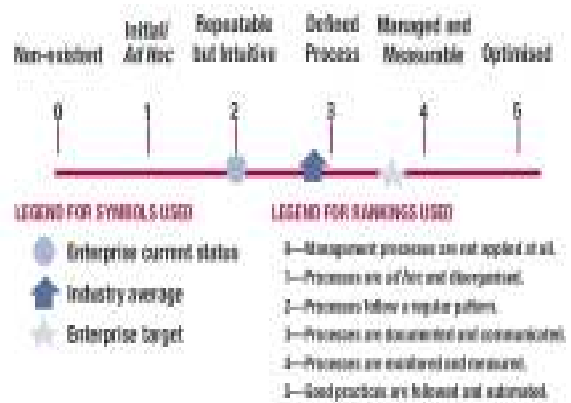 Non-existent
Initial/
Ad Hoc
Repeatable
but Intuitive
Defined
Process
Managed and
Measurable
Optimised
0
1
2
3
4
5
LEGEND FOR SYMBOLS USED
Enterprise current status
Industry average
Enterprise target
LEGEND FOR RANKINGS USED
0—Management processes are not applied at all.
1—Processes are ad hoc and disorganised.
2—Processes follow a regular pattern.
3—Processes are documented and communicated.
4—Processes are monitored and measured.
5—Good practices are followed and automated.